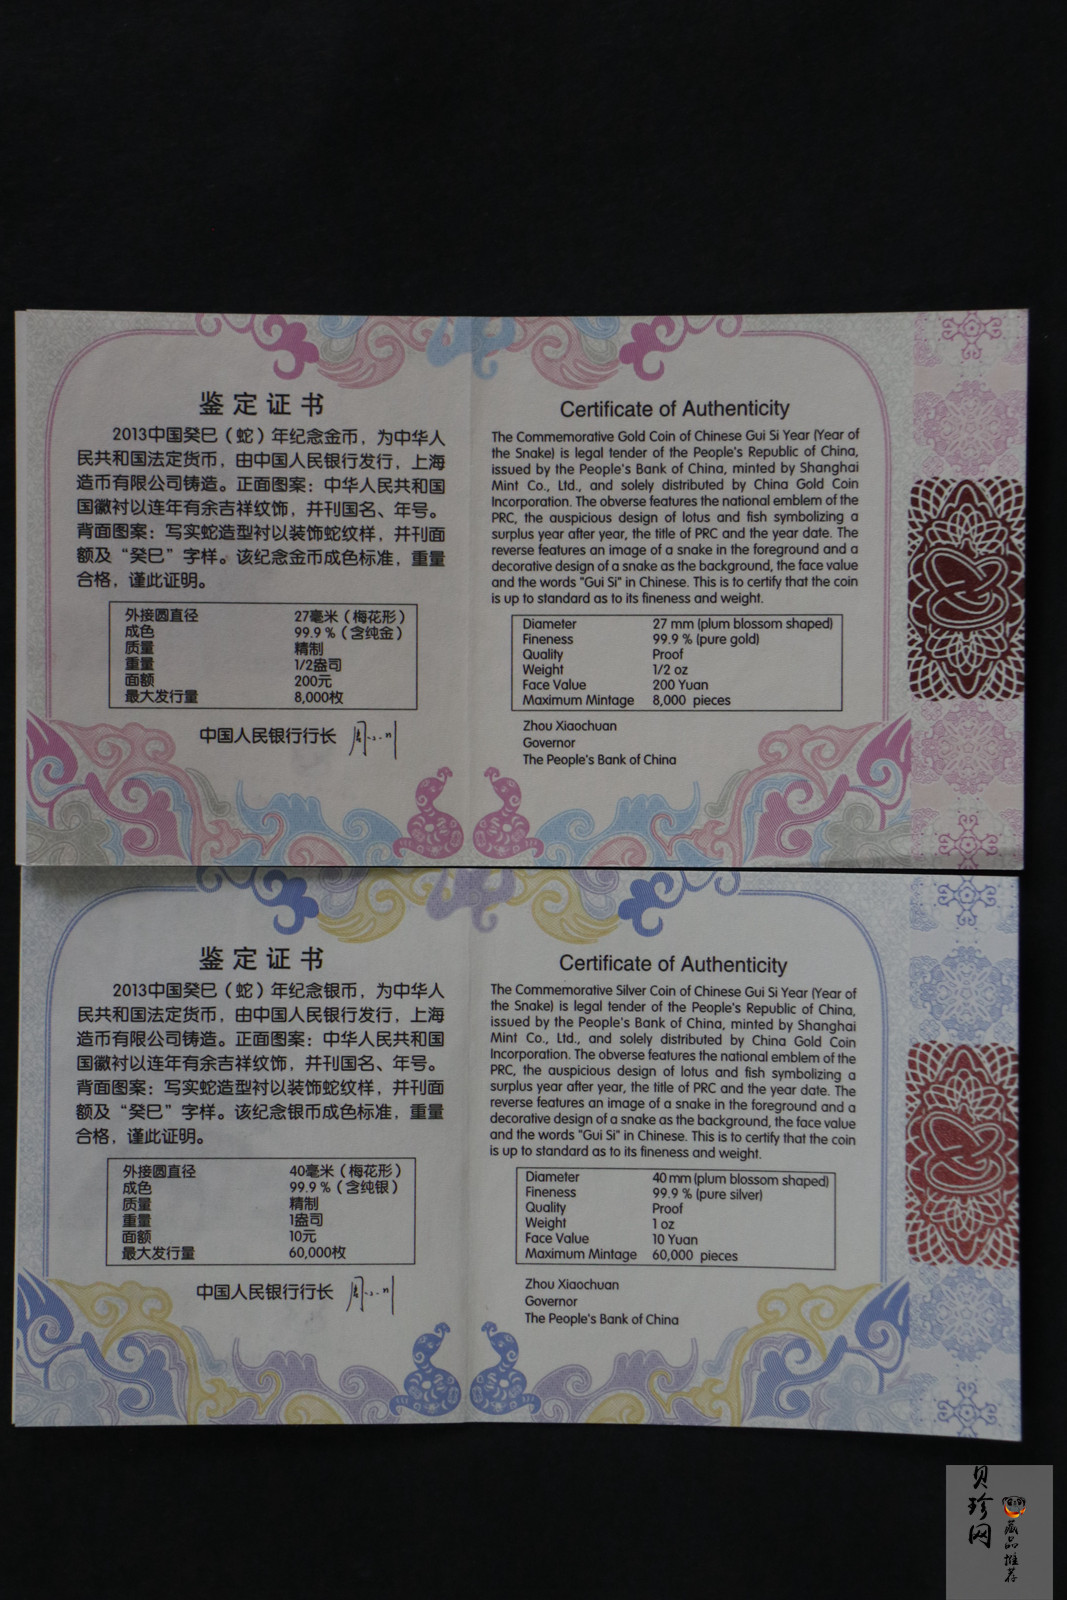 鉴定证书
2013中国癸巳（蛇）年纪念金币，为中华人
民共和国法定货币，由中国人民银行发行，上海
造币有限公司铸造。正面图案：中华人民共和国
国徽衬以连年有余吉祥纹饰，并刊国名、年号。
背面图案：写实蛇造型衬以装饰蛇纹样，并刊面
额及“癸巳”字样。该纪念金币成色标准，重量
合格，谨此证明。
外接圆直径 27毫米（梅花形）
成色 99.9%（含纯金）
质量 精制
重量 1/2盎司
面额 200元
最大发行量 8,000枚
中国人民银行行长
Certificate of Authenticity
The Commemorative Gold Coin of Chinese Gui Si Year (Year of
the Snake) is legal tender of the People's Republic of China,
issued by the People's Bank of China, minted by Shanghai
Mint Co., Ltd., and solely distributed by China Gold Coin
Incorporation. The obverse features the national emblem of the
PRC, the auspicious design of lotus and fish symbolizing a
surplus year after year, the title of PRC and the year date. The
reverse features an image of a snake in the foreground and a
decorative design of a snake as the background, the face value
and the words "Gui Si" in Chinese. This is to certify that the coin
is up to standard as to its fineness and weight.
Diameter 27 mm (plum blossom shaped)
Fineness 99.9 % (pure gold)
Quality Proof
Weight 1/2 oz
Face Value 200 Yuan
Maximum Mintage 8,000 pieces
Zhou Xiaochuan
Governor
The People's Bank of China
鉴定证书
2013中国癸巳（蛇）年纪念银币，为中华人
民共和国法定货币，由中国人民银行发行，上海
造币有限公司铸造。正面图案：中华人民共和国
国徽衬以连年有余吉祥纹饰，并刊国名、年号。
背面图案：写实蛇造型衬以装饰蛇纹样，并刊面
额及“癸巳”字样。该纪念银币成色标准，重量
合格，谨此证明。
外接圆直径 40毫米（梅花形）
成色 99.9%（含纯银）
质量 精制
重量 1盎司
面额 10元
最大发行量 60,000枚
中国人民银行行长
Certificate of Authenticity
The Commemorative Silver Coin of Chinese Gui Si Year (Year of
the Snake) is legal tender of the People's Republic of China,
issued by the People's Bank of China, minted by Shanghai
Mint Co., Ltd., and solely distributed by China Gold Coin
Incorporation. The obverse features the national emblem of the
PRC, the auspicious design of lotus and fish symbolizing a
surplus year after year, the title of PRC and the year date. The
reverse features an image of a snake in the foreground and a
decorative design of a snake as the background, the face value
and the words "Gui Si" in Chinese. This is to certify that the coin
is up to standard as to its fineness and weight.
Diameter 40 mm (plum blossom shaped)
Fineness 99.9 % (pure silver)
Quality Proof
Weight 1 oz
Face Value 10 Yuan
Maximum Mintage 60,000 pieces
Zhou Xiaochuan
Governor
The People's Bank of China
贝珍网
藏品推荐